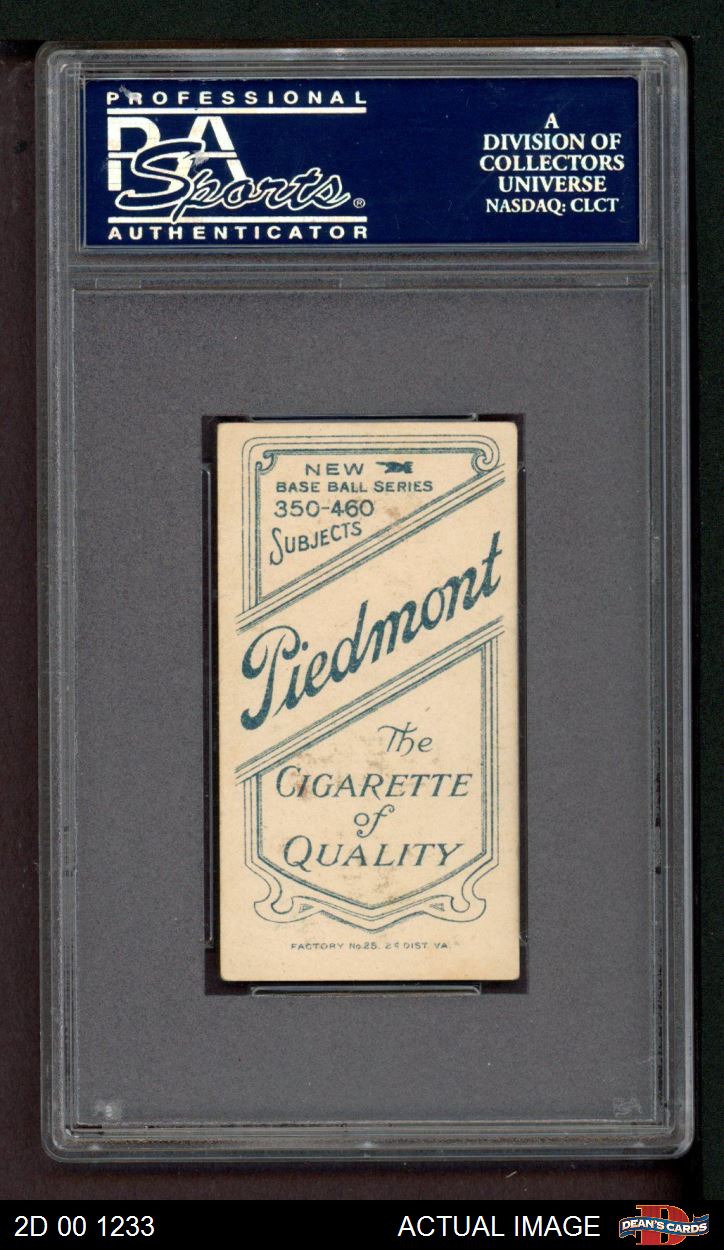 PROFESSIONAL
PSA
Sports®
AUTHENTICATOR
A
DIVISION OF
COLLECTORS
UNIVERSE
NASDAQ: CLCT
NEW
BASE BALL SERIES
350-460
SUBJECTS
Piedmont
The
CIGARETTE
of
QUALITY
FACTORY No.25. 2d DIST. VA.
2D 00 1233
ACTUAL IMAGE
D
DEAN'S CARDS